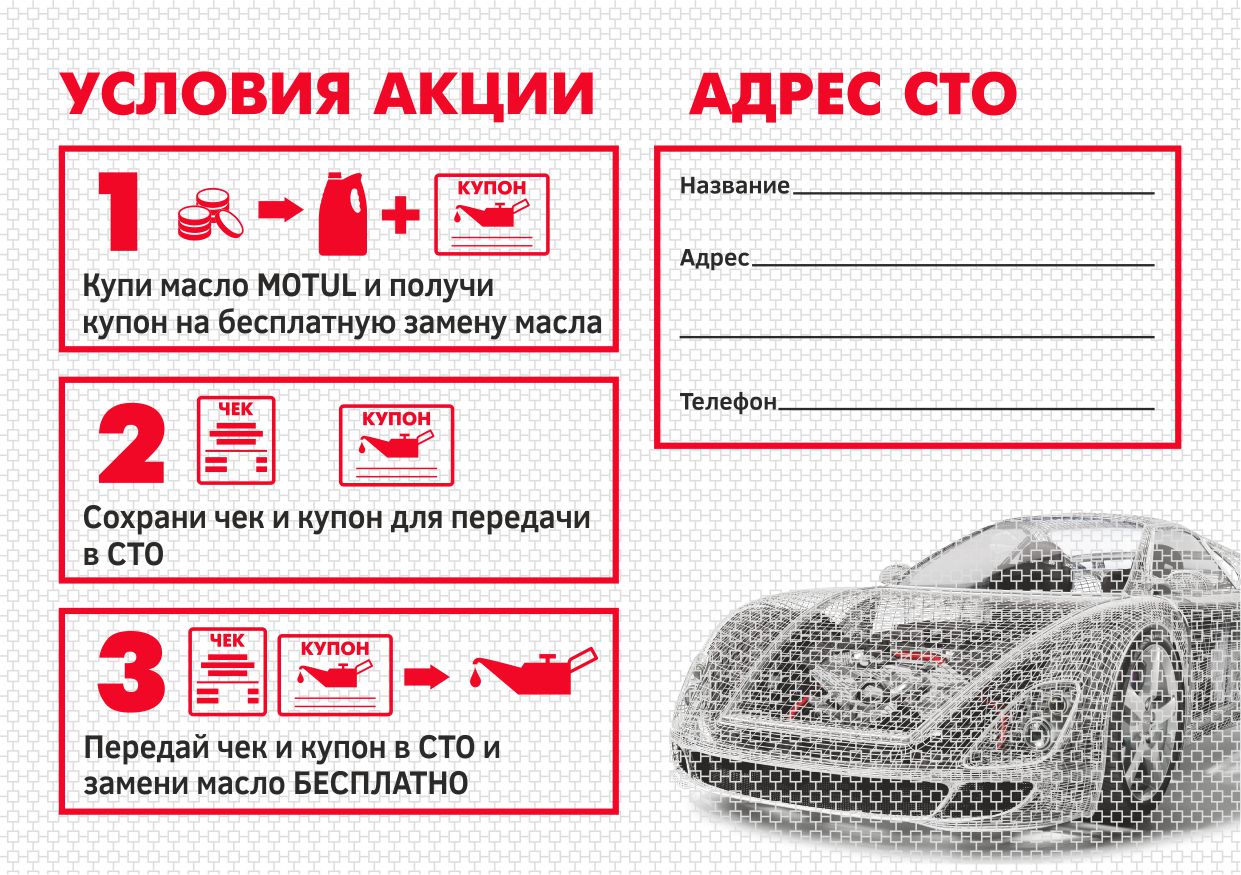 УСЛОВИЯ АКЦИИ
1
КУПОН
Купи масло MOTUL и получи
купон на бесплатную замену масла
2
ЧЕК
КУПОН
Сохрани чек и купон для передачи
в СТО
3
ЧЕК
КУПОН
Передай чек и купон в СТО и
замени масло БЕСПЛАТНО
АДРЕС СТО
Название
Адрес
Телефон